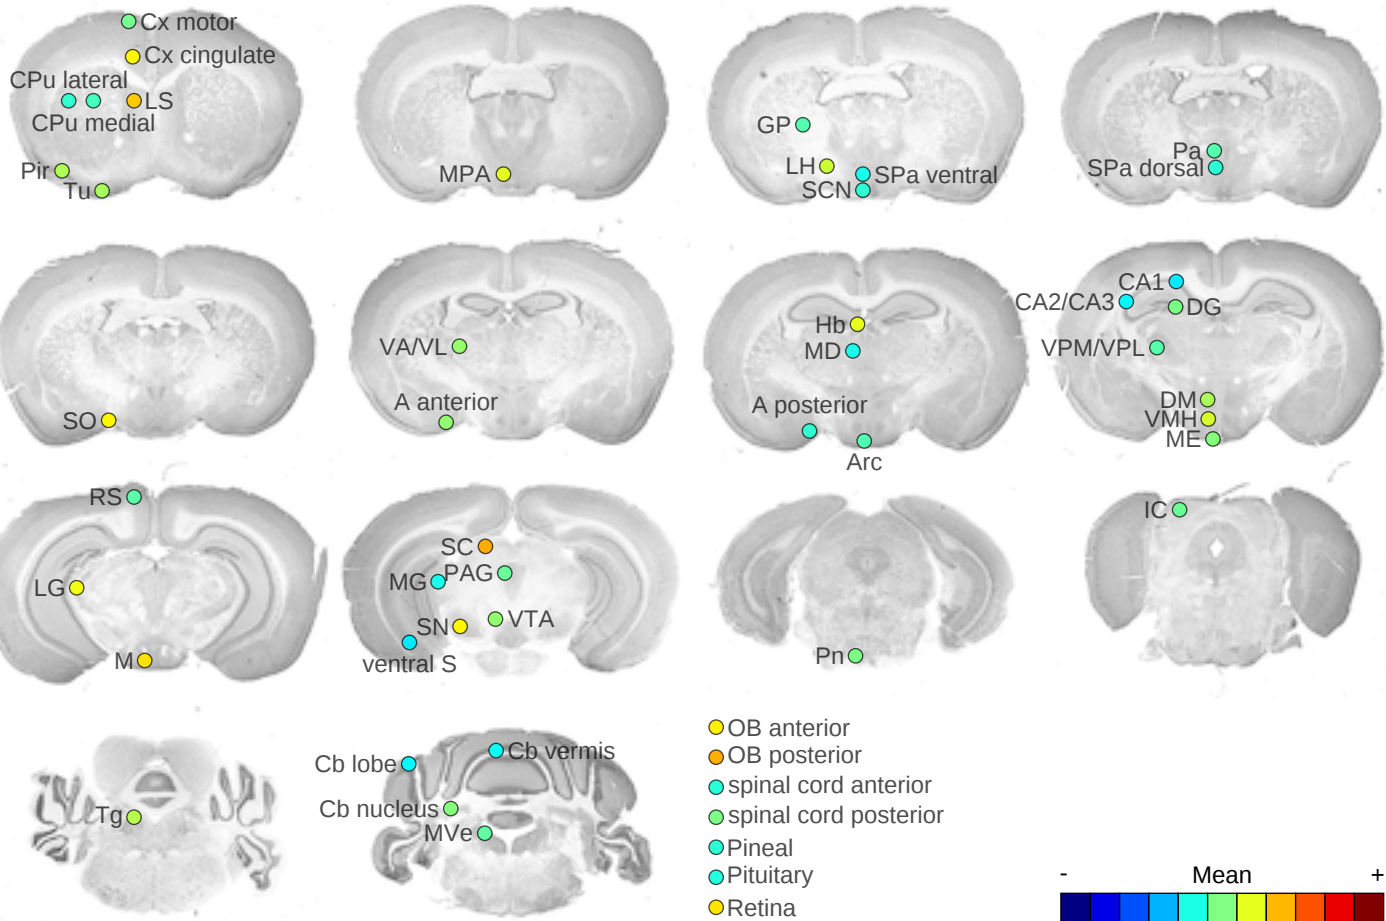 Cx motor
Cx cingulate
CPu lateral
LS
CPu medial
Pir
Tu
MPA
GP
LH
SPa ventral
SCN
Pa
SPa dorsal
SO
VA/VL
A anterior
Hb
MD
A posterior
Arc
CA1
CA2/CA3
DG
VPM/VPL
DM
VMH
ME
RS
LG
M
SC
PAG
MG
SN
VTA
ventral S
Pn
IC
Tg
Cb lobe
Cb vermis
Cb nucleus
MVe
OB anterior
OB posterior
spinal cord anterior
spinal cord posterior
Pineal
Pituitary
Retina
- Mean +